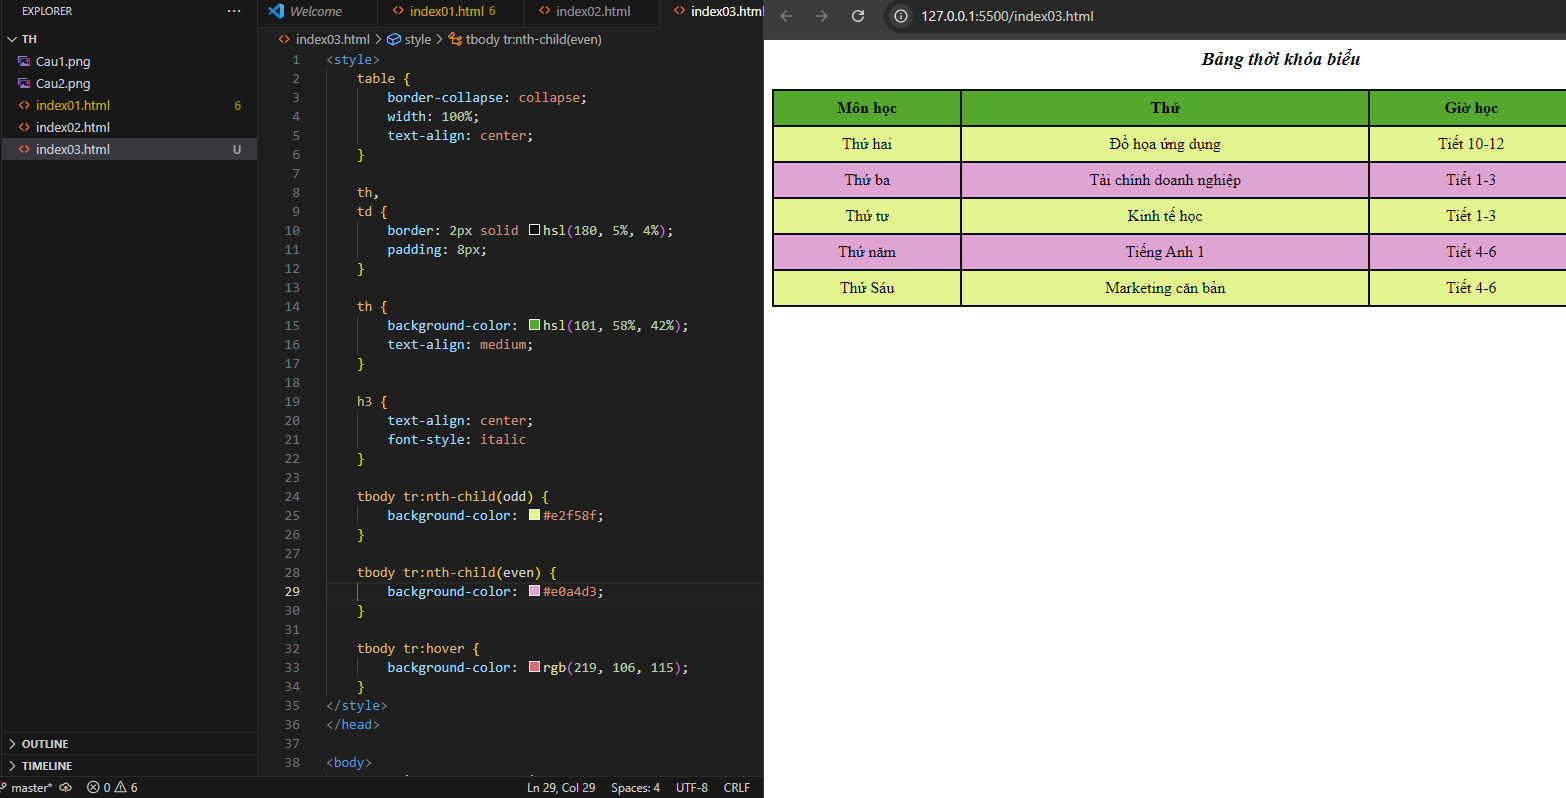 EXPLORER ···
TH
Cau1.png
Cau2.png
index01.html 6
index02.html
index03.html U
OUTLINE
TIMELINE
Welcome
index01.html 6
index02.html
index03.html
index03.html > style > tbody tr:nth-child(even)
1 <style>
2 table {
3 border-collapse: collapse;
4 width: 100%;
5 text-align: center;
6 }
7
8 th,
9 td {
10 border: 2px solid hsl(180, 5%, 4%);
11 padding: 8px;
12 }
13
14 th {
15 background-color: hsl(101, 58%, 42%);
16 text-align: medium;
17 }
18
19 h3 {
20 text-align: center;
21 font-style: italic
22 }
23
24 tbody tr:nth-child(odd) {
25 background-color: #e2f58f;
26 }
27
28 tbody tr:nth-child(even) {
29 background-color: #e0a4d3;
30 }
31
32 tbody tr:hover {
33 background-color: rgb(219, 106, 115);
34 }
35 </style>
36 </head>
37
38 <body>
master* 0 6 Ln 29, Col 29 Spaces: 4 UTF-8 CRLF
127.0.0.1:5500/index03.html
Bảng thời khóa biểu
Môn học Thứ Giờ học
Thứ hai Đồ họa ứng dụng Tiết 10-12
Thứ ba Tài chính doanh nghiệp Tiết 1-3
Thứ tư Kinh tế học Tiết 1-3
Thứ năm Tiếng Anh 1 Tiết 4-6
Thứ Sáu Marketing căn bản Tiết 4-6